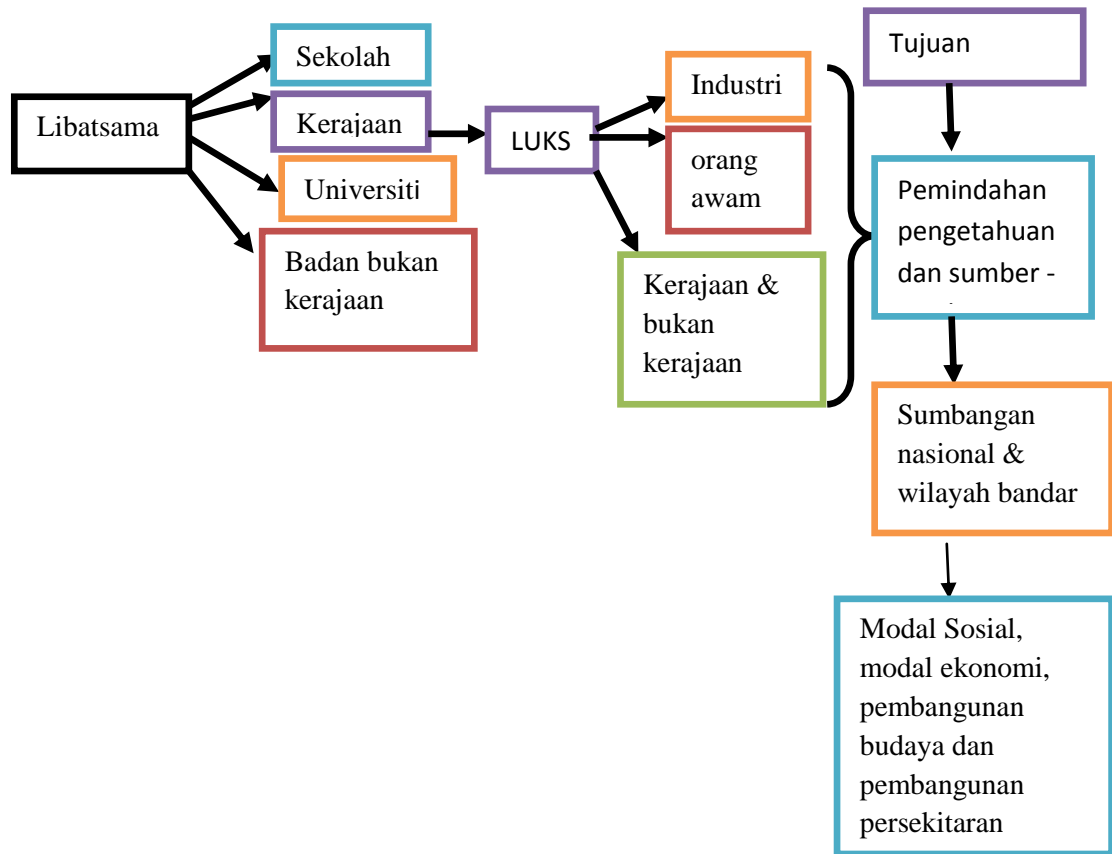 Libatsama
Sekolah
Kerajaan
Universiti
Badan bukan
kerajaan
LUKS
Industri
orang
awam
Kerajaan &
bukan
kerajaan
Tujuan
Pemindahan
pengetahuan
dan sumber -
Sumbangan
nasional &
wilayah bandar
Modal Sosial,
modal ekonomi,
pembangunan
budaya dan
pembangunan
persekitaran